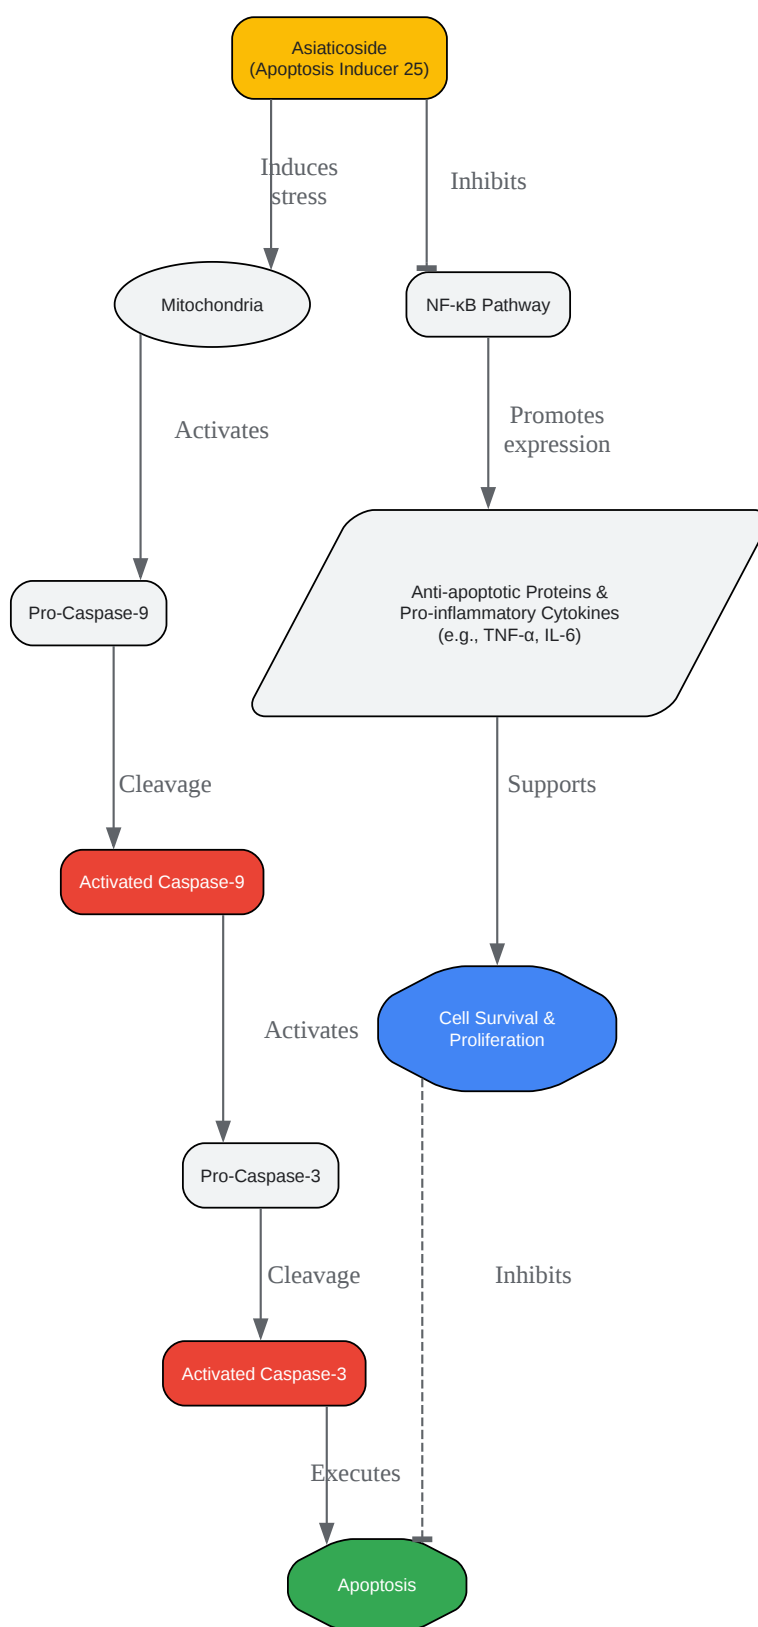 Asiaticoside
(Apoptosis Inducer 25)
Induces
stress
Inhibits
Mitochondria
NF-κB Pathway
Activates
Promotes
expression
Anti-apoptotic Proteins &
Pro-inflammatory Cytokines
(e.g., TNF-α, IL-6)
Pro-Caspase-9
Cleavage
Supports
Activated Caspase-9
Activates
Cell Survival &
Proliferation
Pro-Caspase-3
Cleavage
Inhibits
Activated Caspase-3
Executes
Apoptosis